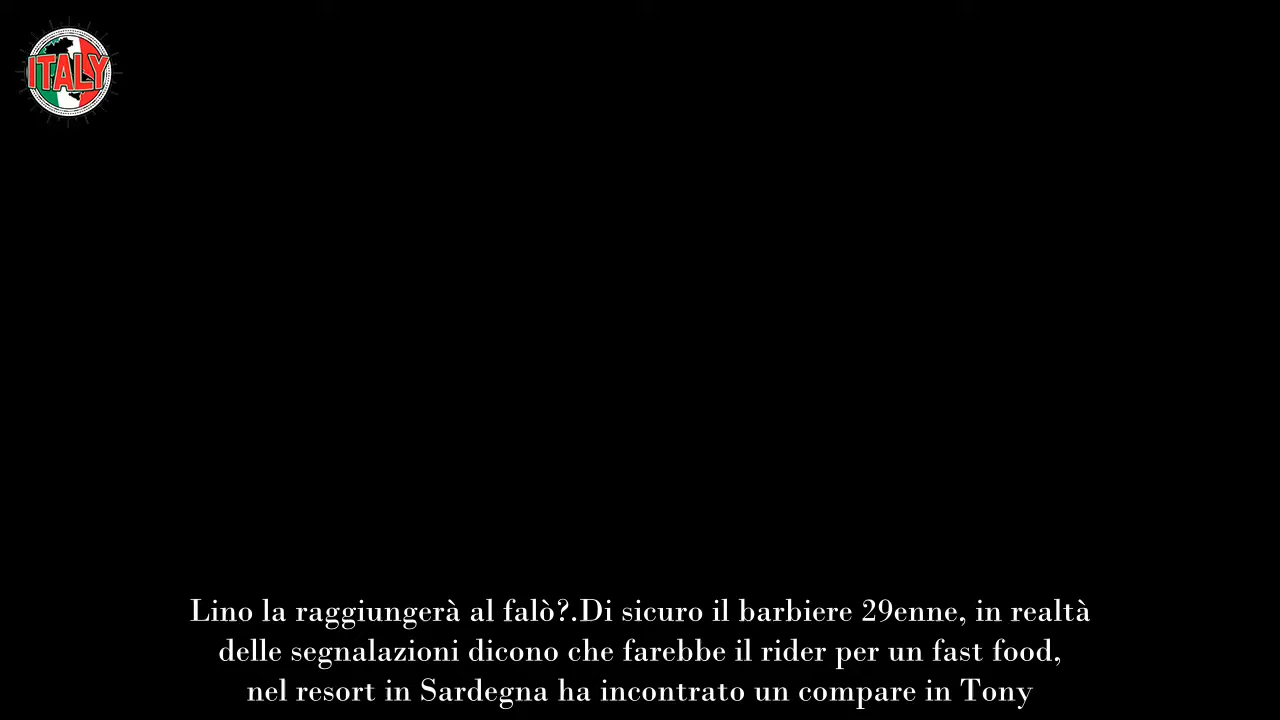 ITALY
Lino la raggiungerà al falò?.Di sicuro il barbiere 29enne, in realtà
delle segnalazioni dicono che farebbe il rider per un fast food,
nel resort in Sardegna ha incontrato un compare in Tony